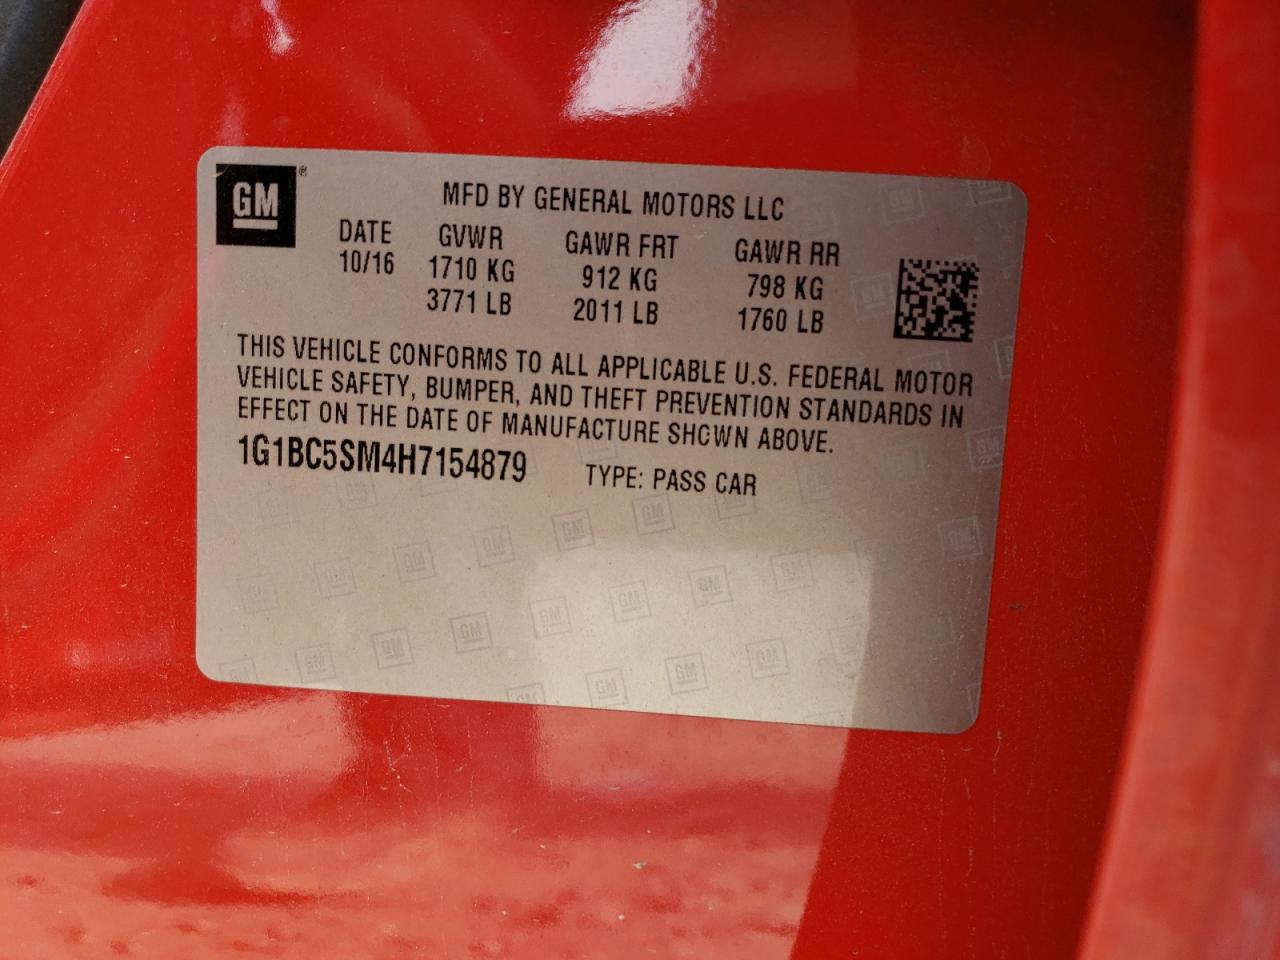 GM
MFD BY GENERAL MOTORS LLC
DATE GVWR GAWR FRT GAWR RR
10/16 1710 KG 912 KG 798 KG
3771 LB 2011 LB 1760 LB
THIS VEHICLE CONFORMS TO ALL APPLICABLE U.S. FEDERAL MOTOR
VEHICLE SAFETY, BUMPER, AND THEFT PREVENTION STANDARDS IN
EFFECT ON THE DATE OF MANUFACTURE SHOWN ABOVE.
1G1BC5SM4H7154879 TYPE: PASS CAR